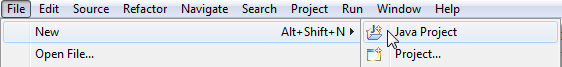 File Edit Source Refactor Navigate Search Project Run Window Help
New Alt+Shift+N Java Project
Open File... Project...